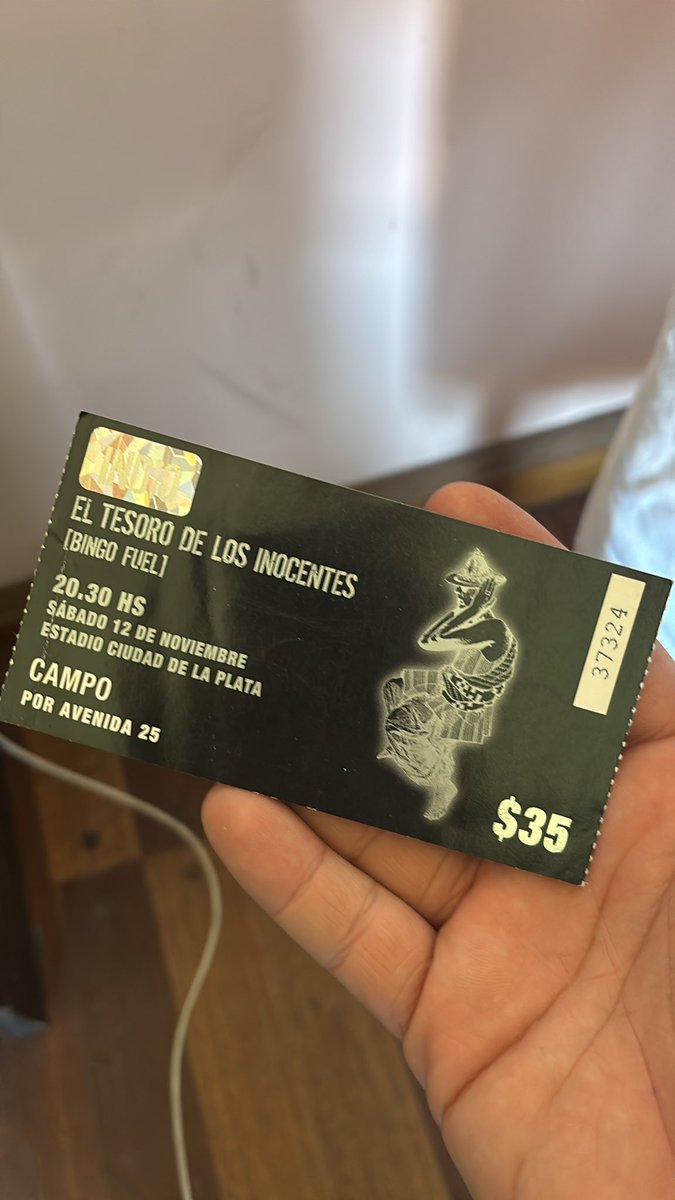 INDIO
EL TESORO DE LOS INOCENTES
[BINGO FUEL]
20.30 HS
SÁBADO 12 DE NOVIEMBRE
ESTADIO CIUDAD DE LA PLATA
CAMPO
POR AVENIDA 25
37324
$35